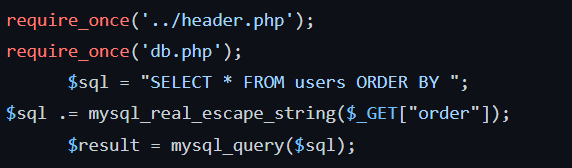 require_once('../header.php');
require_once('db.php');
$sql = "SELECT * FROM users ORDER BY ";
$sql .= mysql_real_escape_string($_GET["order"]);
$result = mysql_query($sql);